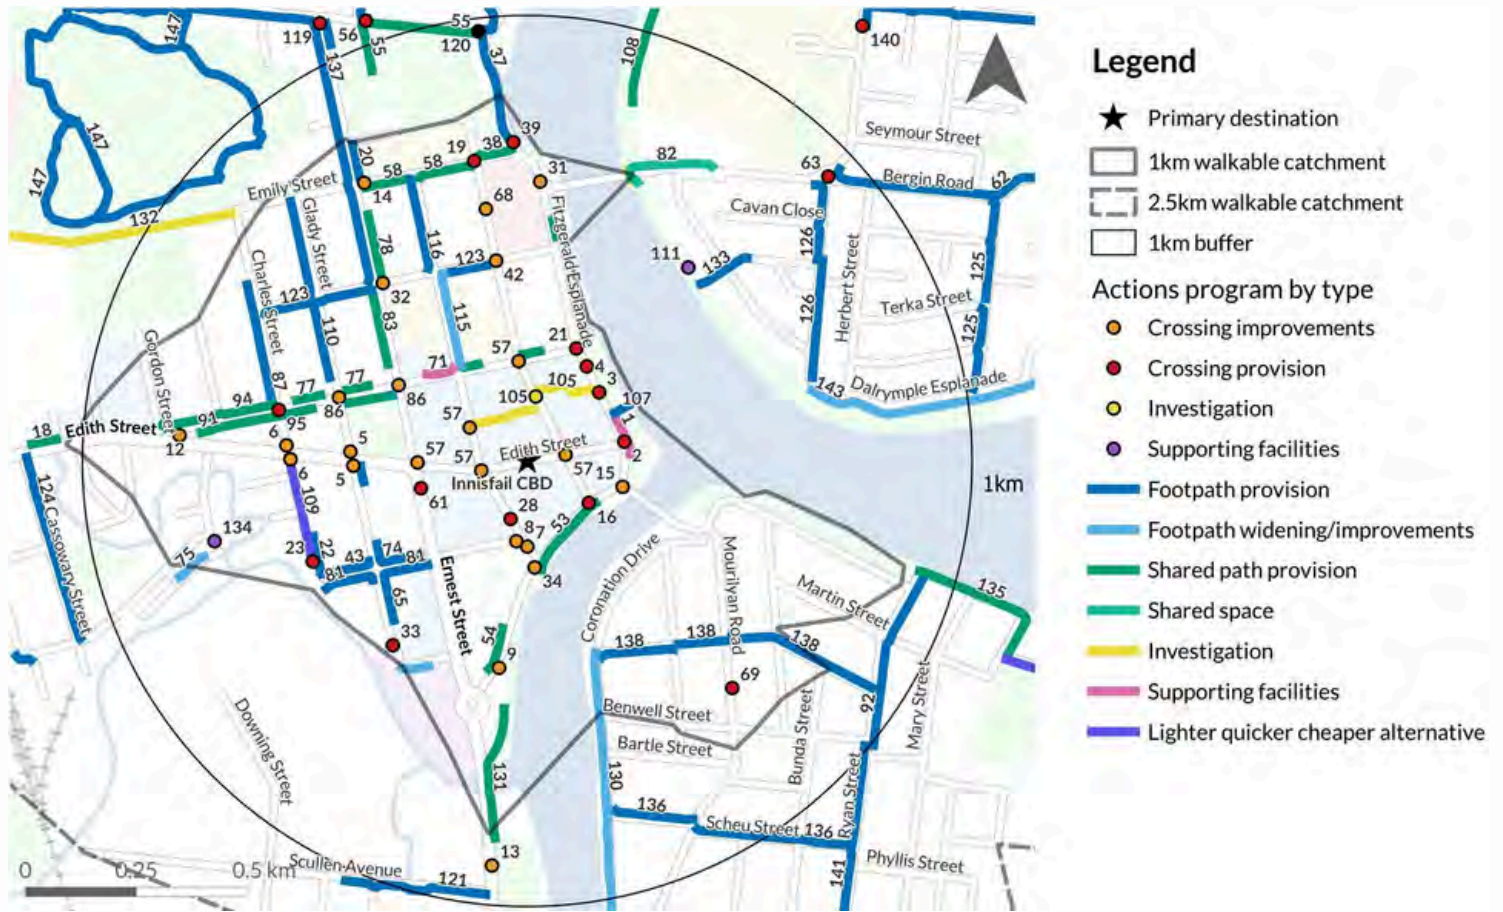 147
119
56
55
55
120
37
108
140
137
Legend
Primary destination
1km walkable catchment
2.5km walkable catchment
1km buffer
Actions program by type
Crossing improvements
Crossing provision
Investigation
Supporting facilities
Footpath provision
Footpath widening/improvements
Shared path provision
Shared space
Investigation
Supporting facilities
Lighter quicker cheaper alternative
147
147
39
38
19
Seymour Street
20
58
58
31
82
63
Bergin Road
62
Emily Street
14
68
132
Glady Street
Cavan Close
Fitzgerald Esplanade
78
116
126
Herbert Street
Charles Street
123
42
111
133
125
123
32
Terka Street
126
110
83
115
125
Gordon Street
21
57
4
71
3
105
105
143
Dalrymple Esplanade
87
77
77
94
91
86
86
107
18
Edith Street
12
95
6
5
57
1
Edith Street
2
6
5
57
57
57
15
Innisfail CBD
1km
124
Cassowary Street
109
61
28
16
134
87
53
75
23
22
43
74
81
81
34
Ernest Street
65
Coronation Drive
Mourilyan Road
Martin Street
135
33
54
9
138
138
138
69
92
Mary Street
Downing Street
Benwell Street
Bartle Street
Bunda Street
131
130
Ryan Street
136
Scheu Street
136
13
Phyllis Street
0
0.25
0.5 km
Scullen Avenue
121
141